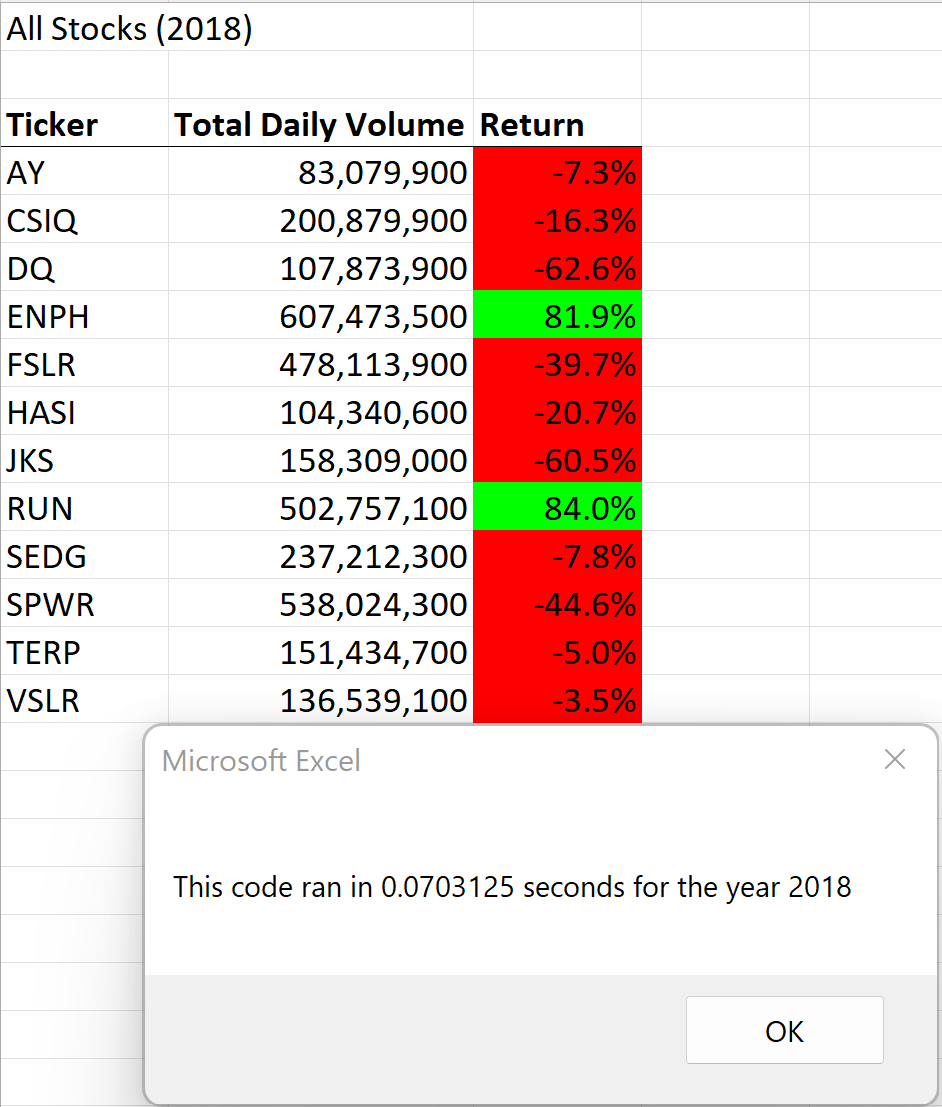 All Stocks (2018)
Ticker Total Daily Volume Return
AY 83,079,900 -7.3%
CSIQ 200,879,900 -16.3%
DQ 107,873,900 -62.6%
ENPH 607,473,500 81.9%
FSLR 478,113,900 -39.7%
HASI 104,340,600 -20.7%
JKS 158,309,000 -60.5%
RUN 502,757,100 84.0%
SEDG 237,212,300 -7.8%
SPWR 538,024,300 -44.6%
TERP 151,434,700 -5.0%
VSLR 136,539,100 -3.5%
Microsoft Excel
This code ran in 0.0703125 seconds for the year 2018
OK